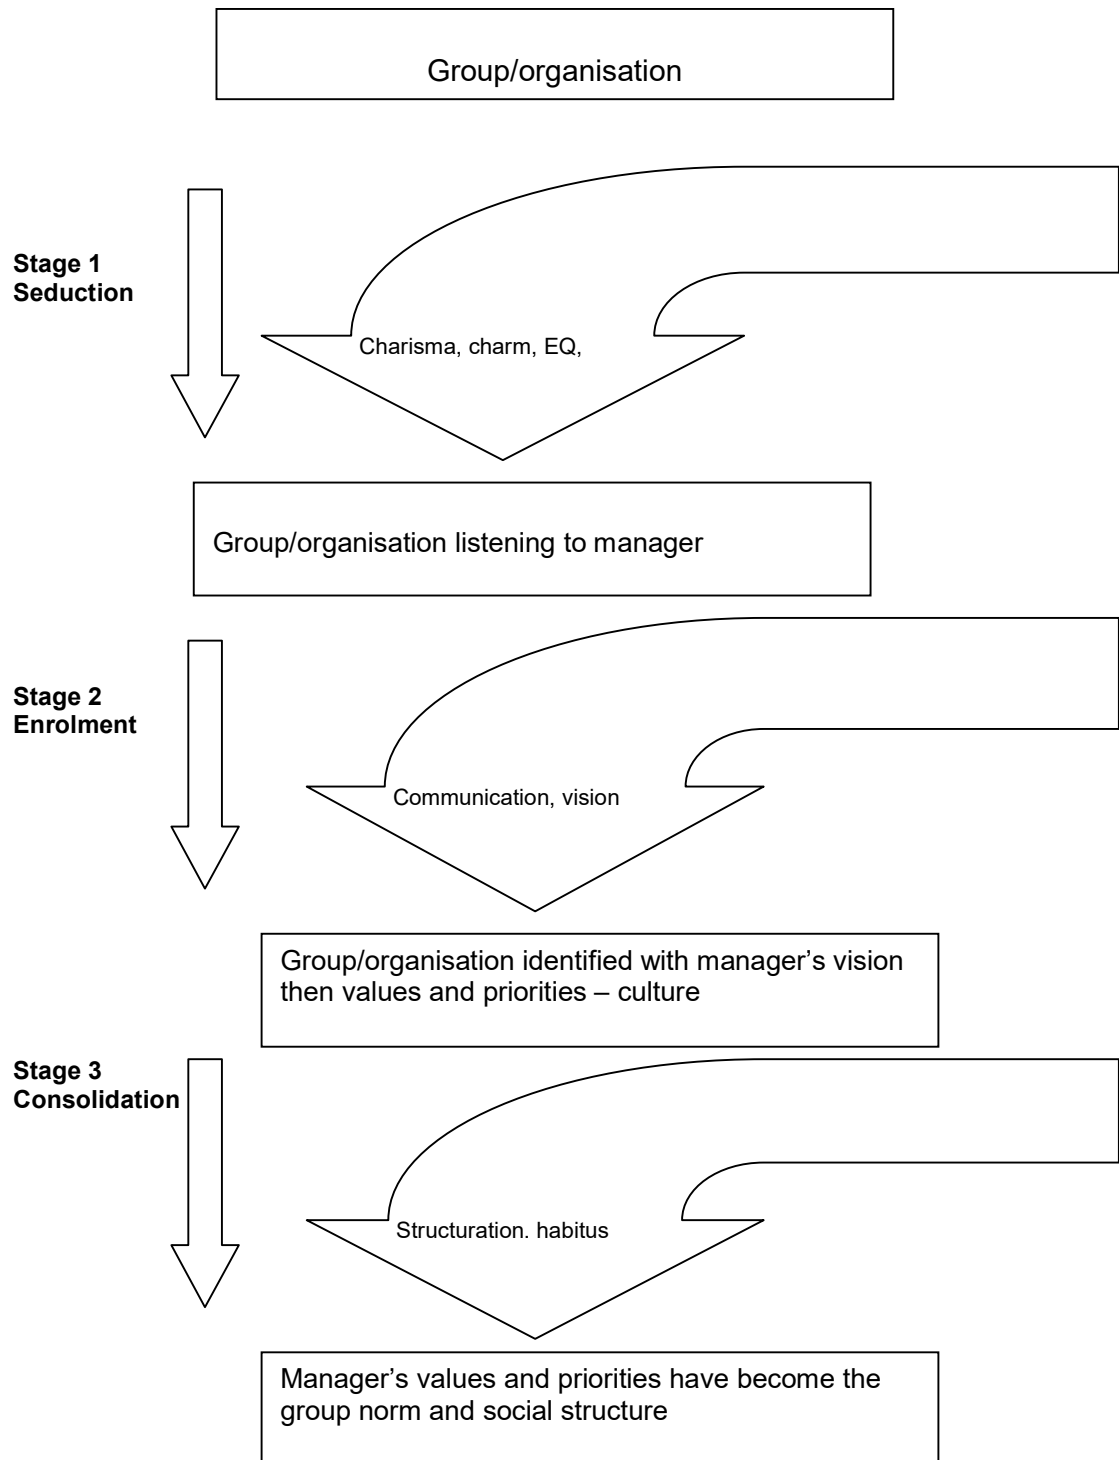 Group/organisation
Stage 1
Seduction
Charisma, charm, EQ,
Group/organisation listening to manager
Stage 2
Enrolment
Communication, vision
Group/organisation identified with manager’s vision
then values and priorities – culture
Stage 3
Consolidation
Structuration. habitus
Manager’s values and priorities have become the
group norm and social structure